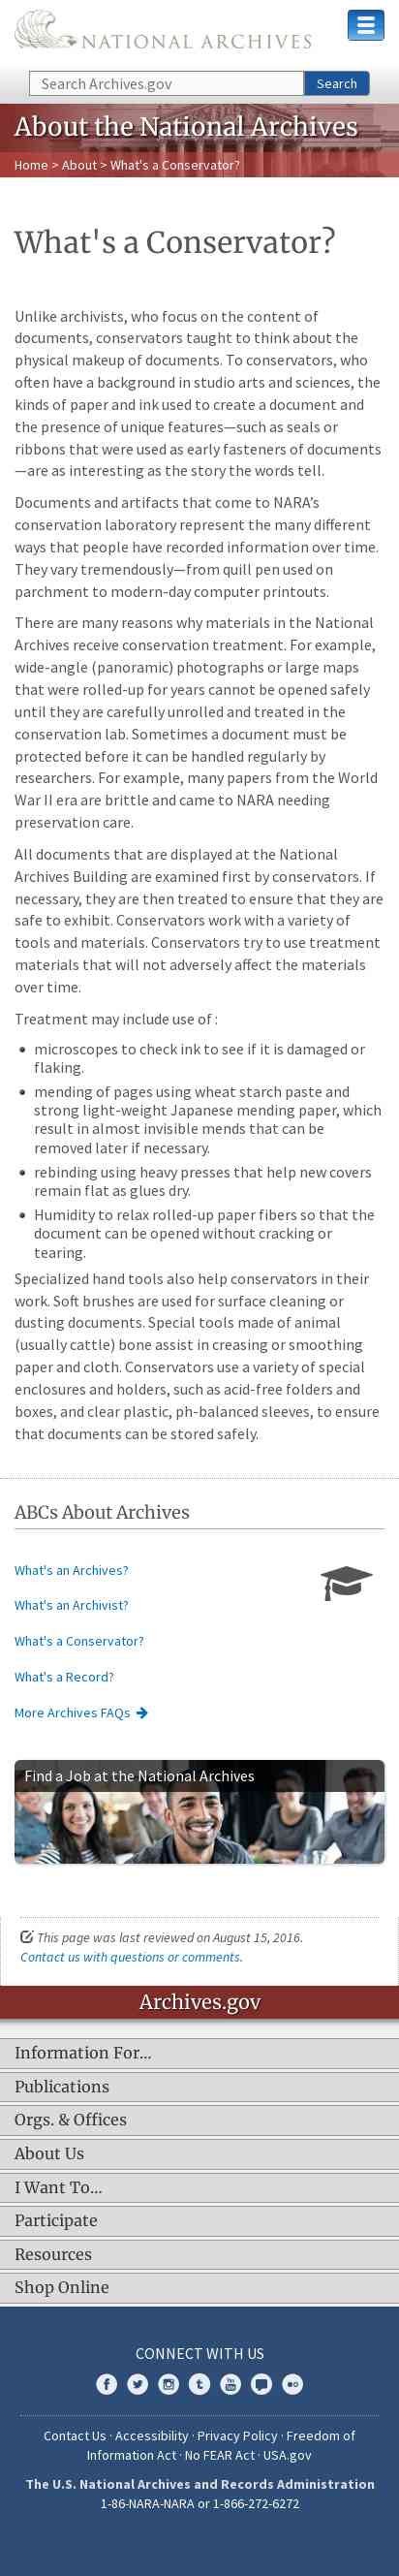 NATIONAL ARCHIVES
Search Archives.gov
Search
About the National Archives
Home > About > What's a Conservator?
What's a Conservator?
Unlike archivists, who focus on the content of
documents, conservators taught to think about the
physical makeup of documents. To conservators, who
often have a background in studio arts and sciences, the
kinds of paper and ink used to create a document and
the presence of unique features—such as seals or
ribbons that were used as early fasteners of documents
—are as interesting as the story the words tell.
Documents and artifacts that come to NARA’s
conservation laboratory represent the many different
ways that people have recorded information over time.
They vary tremendously—from quill pen used on
parchment to modern-day computer printouts.
There are many reasons why materials in the National
Archives receive conservation treatment. For example,
wide-angle (panoramic) photographs or large maps
that were rolled-up for years cannot be opened safely
until they are carefully unrolled and treated in the
conservation lab. Sometimes a document must be
protected before it can be handled regularly by
researchers. For example, many papers from the World
War II era are brittle and came to NARA needing
preservation care.
All documents that are displayed at the National
Archives Building are examined first by conservators. If
necessary, they are then treated to ensure that they are
safe to exhibit. Conservators work with a variety of
tools and materials. Conservators try to use treatment
materials that will not adversely affect the materials
over time.
Treatment may include use of :
• microscopes to check ink to see if it is damaged or
flaking.
• mending of pages using wheat starch paste and
strong light-weight Japanese mending paper, which
result in almost invisible mends that can be
removed later if necessary.
• rebinding using heavy presses that help new covers
remain flat as glues dry.
• Humidity to relax rolled-up paper fibers so that the
document can be opened without cracking or
tearing.
Specialized hand tools also help conservators in their
work. Soft brushes are used for surface cleaning or
dusting documents. Special tools made of animal
(usually cattle) bone assist in creasing or smoothing
paper and cloth. Conservators use a variety of special
enclosures and holders, such as acid-free folders and
boxes, and clear plastic, ph-balanced sleeves, to ensure
that documents can be stored safely.
ABCs About Archives
What's an Archives?
What's an Archivist?
What's a Conservator?
What's a Record?
More Archives FAQs
Find a Job at the National Archives
This page was last reviewed on August 15, 2016.
Contact us with questions or comments.
Archives.gov
Information For…
Publications
Orgs. & Offices
About Us
I Want To…
Participate
Resources
Shop Online
CONNECT WITH US
Contact Us · Accessibility · Privacy Policy · Freedom of
Information Act · No FEAR Act · USA.gov
The U.S. National Archives and Records Administration
1-86-NARA-NARA or 1-866-272-6272